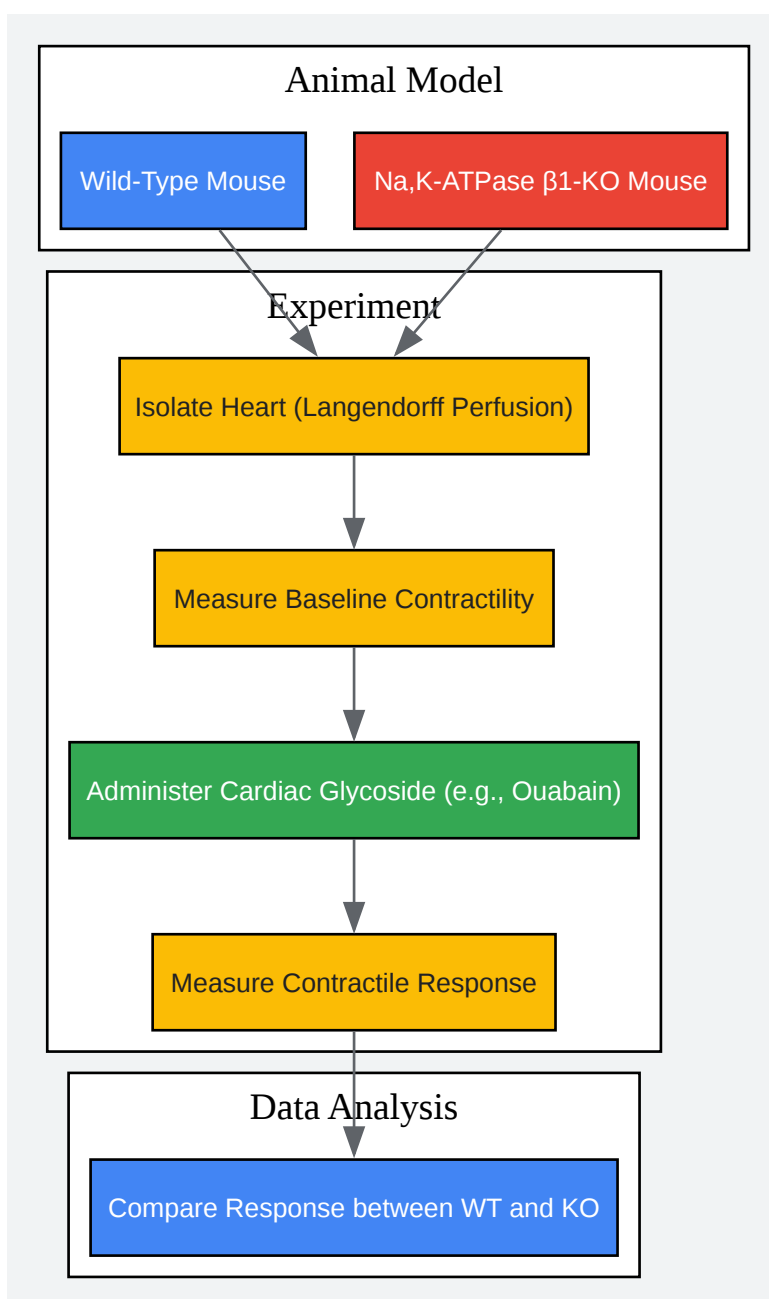 Animal Model
Wild-Type Mouse
Na,K-ATPase β1-KO Mouse
Experiment
Isolate Heart (Langendorff Perfusion)
Measure Baseline Contractility
Administer Cardiac Glycoside (e.g., Ouabain)
Measure Contractile Response
Data Analysis
Compare Response between WT and KO